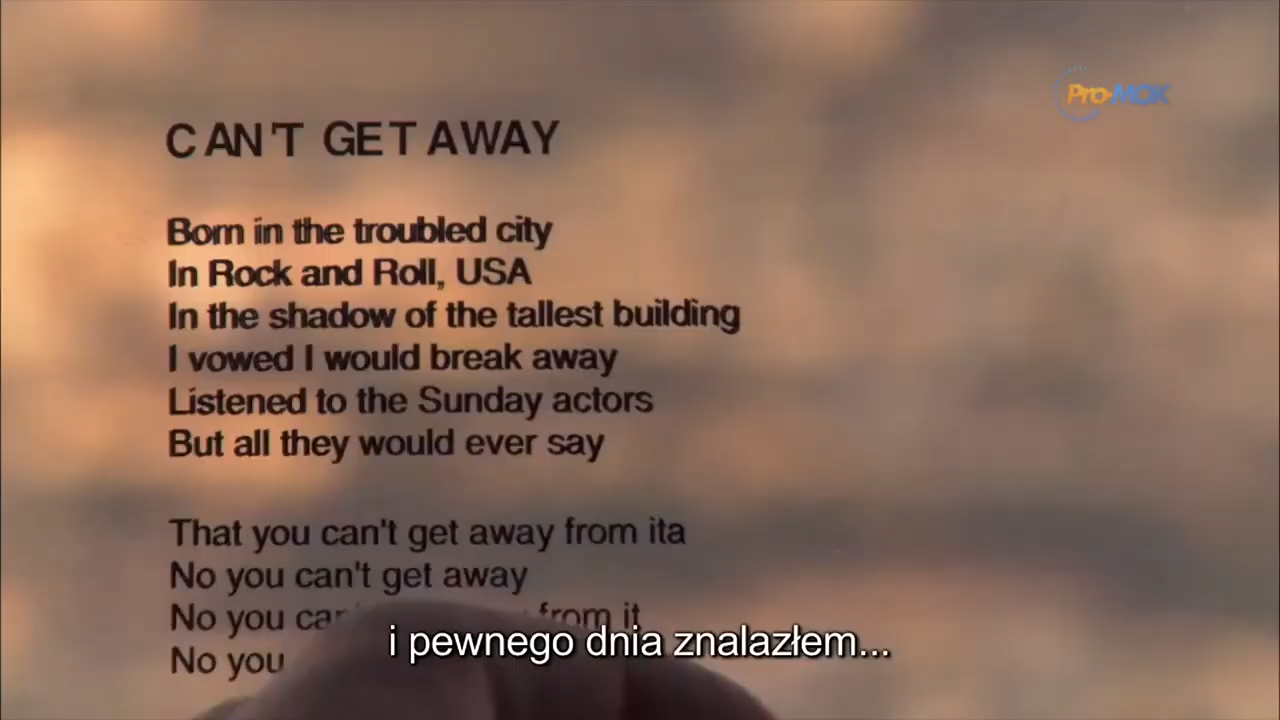 Pro-MOK
CAN'T GET AWAY
Born in the troubled city
In Rock and Roll, USA
In the shadow of the tallest building
I vowed I would break away
Listened to the Sunday actors
But all they would ever say
That you can't get away from ita
No you can't get away
No you from it
No you
i pewnego dnia znalazłem...